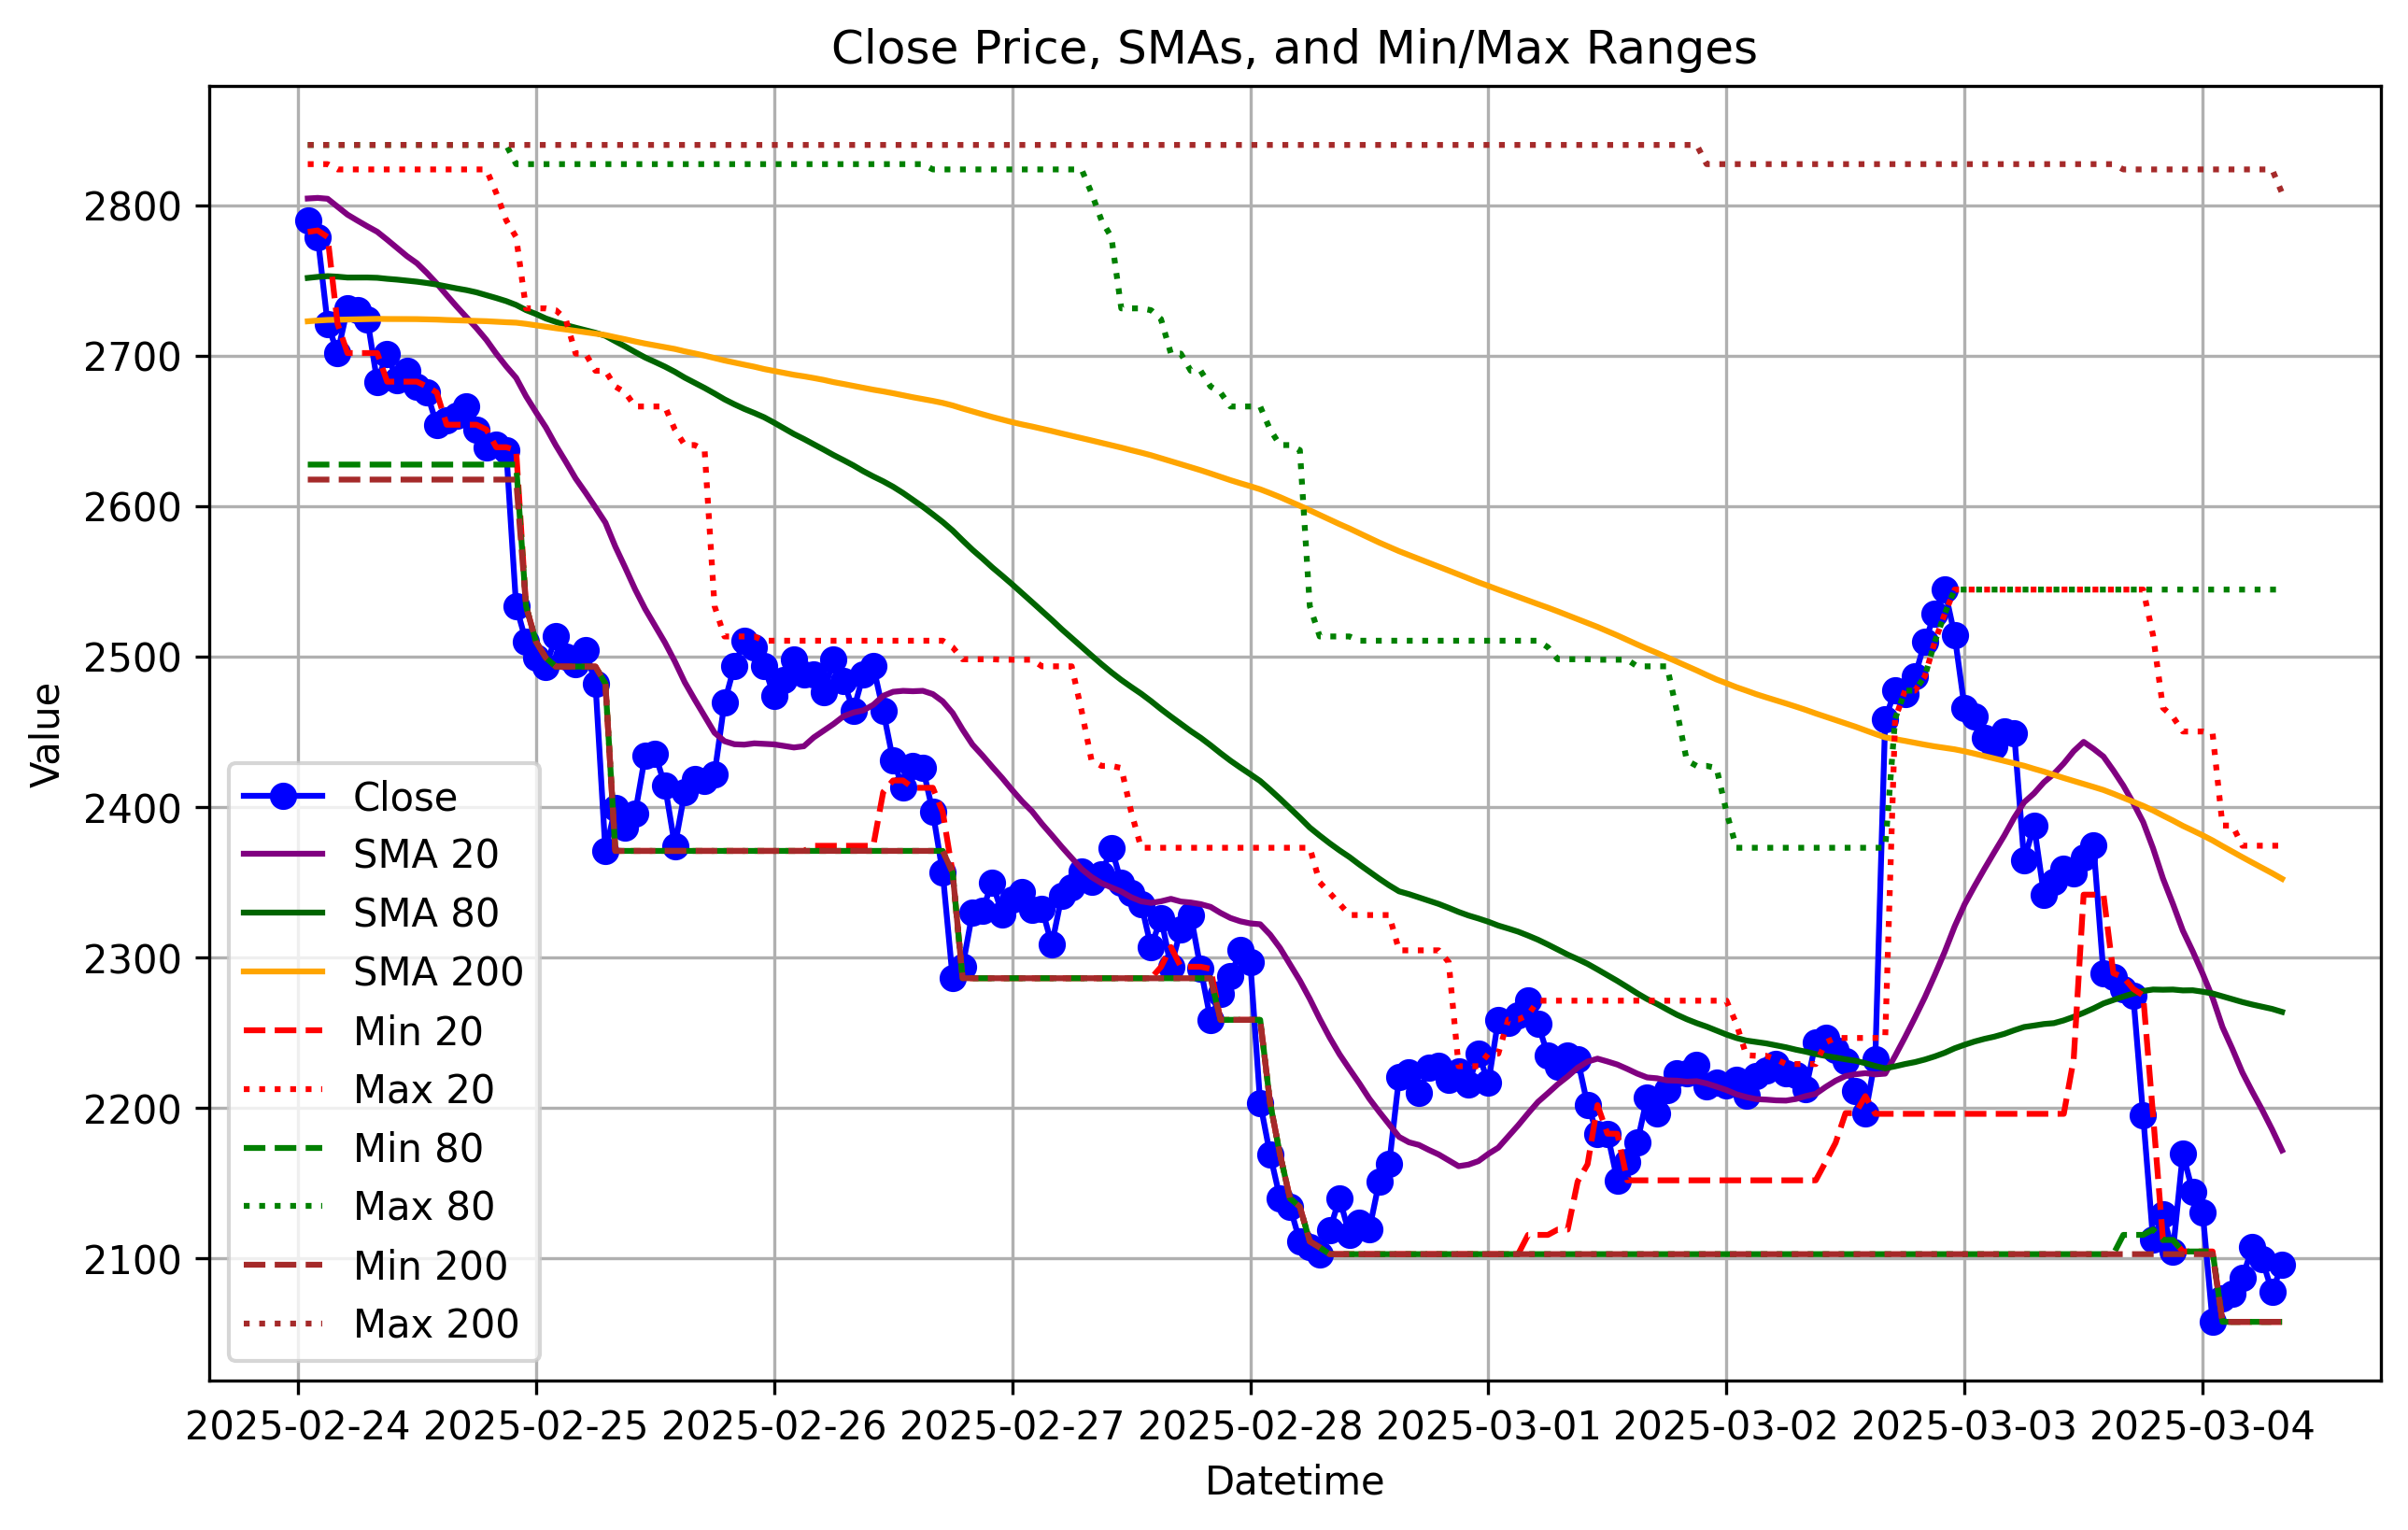 Close Price, SMAs, and Min/Max Ranges
Value
2800
2700
2600
2500
2400
2300
2200
2100
Close
SMA 20
SMA 80
SMA 200
Min 20
Max 20
Min 80
Max 80
Min 200
Max 200
2025-02-24 2025-02-25 2025-02-26 2025-02-27 2025-02-28 2025-03-01 2025-03-02 2025-03-03 2025-03-04
Datetime